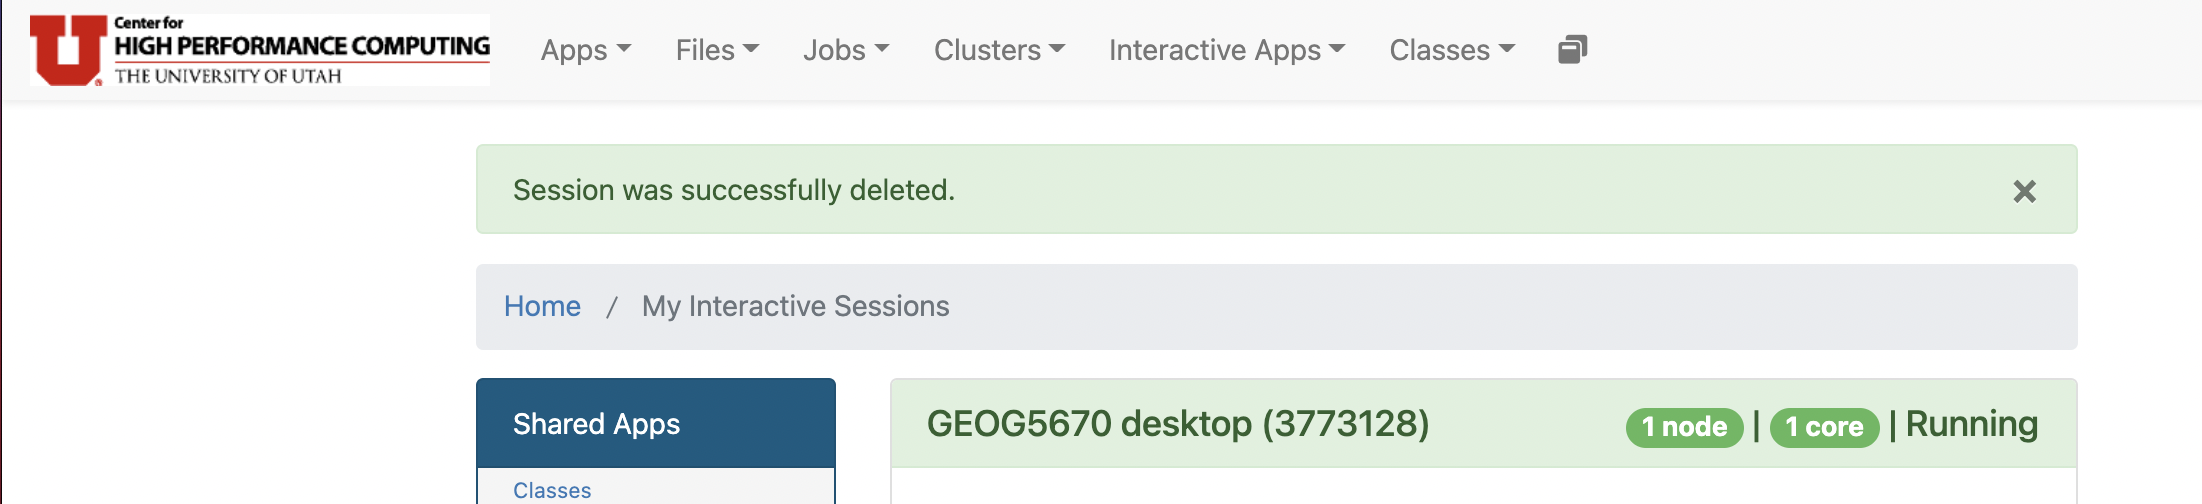 Center for
HIGH PERFORMANCE COMPUTING
THE UNIVERSITY OF UTAH
Apps Files Jobs Clusters Interactive Apps Classes
Session was successfully deleted.
Home / My Interactive Sessions
Shared Apps
Classes
GEOG5670 desktop (3773128) 1 node | 1 core | Running